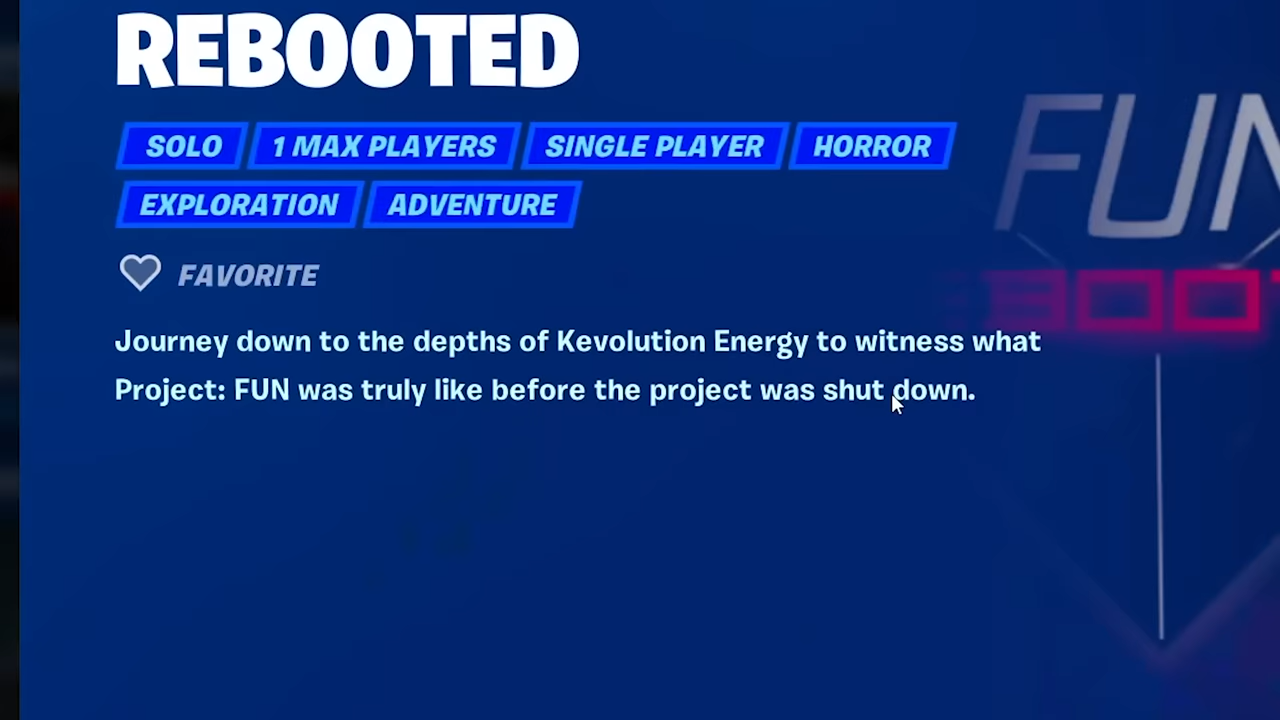 REBOOTED
SOLO
1 MAX PLAYERS
SINGLE PLAYER
HORROR
EXPLORATION
ADVENTURE
FAVORITE
Journey down to the depths of Kevolution Energy to witness what
Project: FUN was truly like before the project was shut down.
FUN